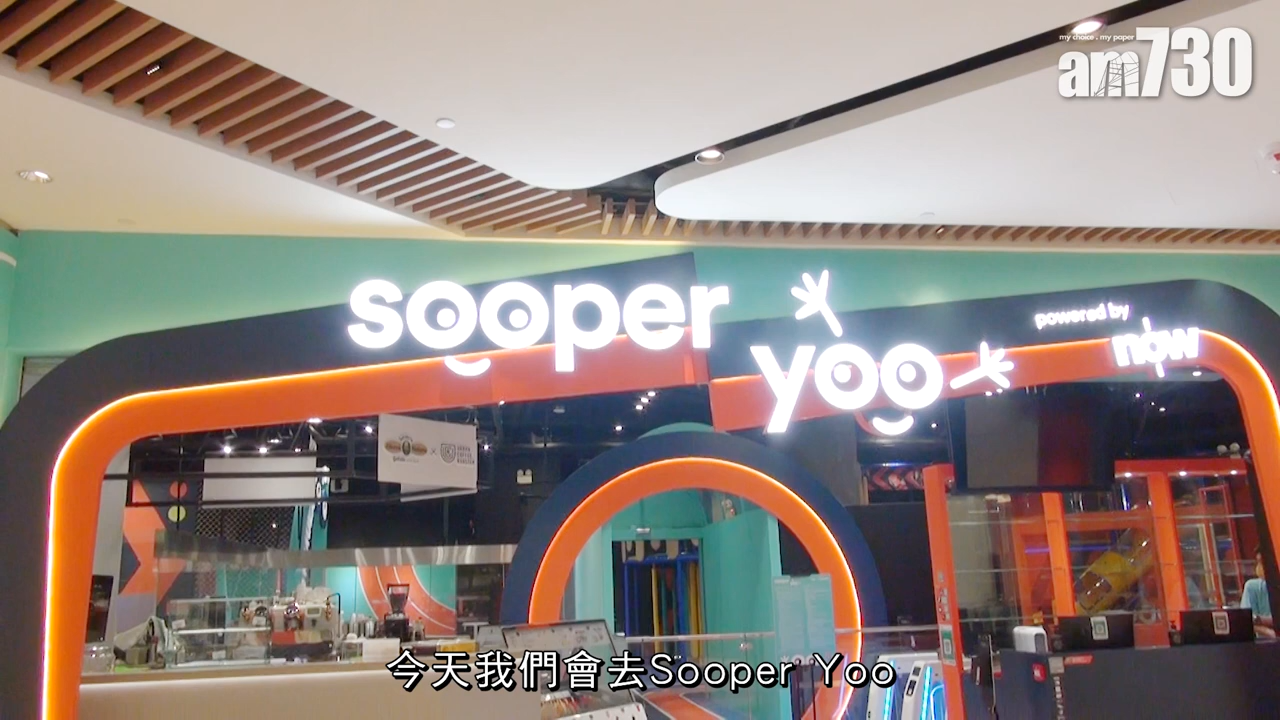 my choice . my paper
am730
sooper
yoo
powered by
now
今天我們會去Sooper Yoo